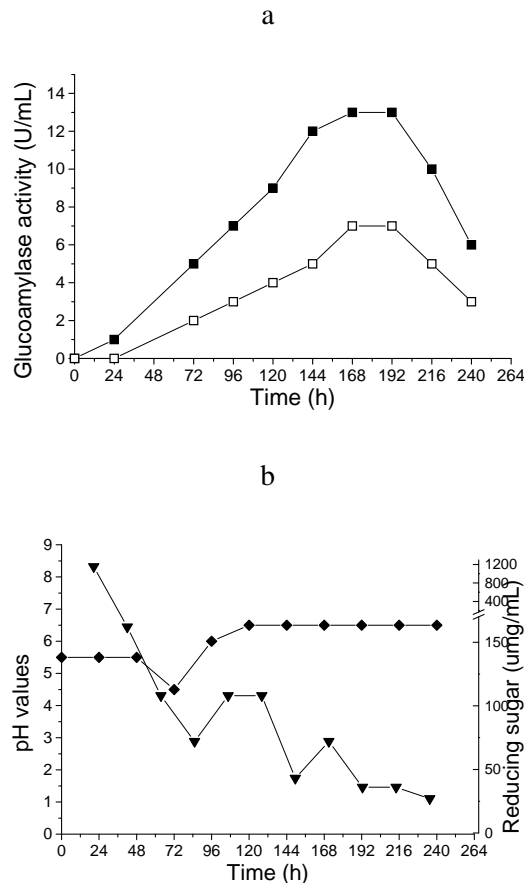 a
14
12
10
8
6
4
2
0
Glucoamylase activity (U/mL)
0 24 48 72 96 120 144 168 192 216 240 264
Time (h)
b
9
8
7
6
5
4
3
2
1
0
pH values
1200
800
400
150
100
50
0
Reducing sugar (umg/mL)
0 24 48 72 96 120 144 168 192 216 240 264
Time (h)